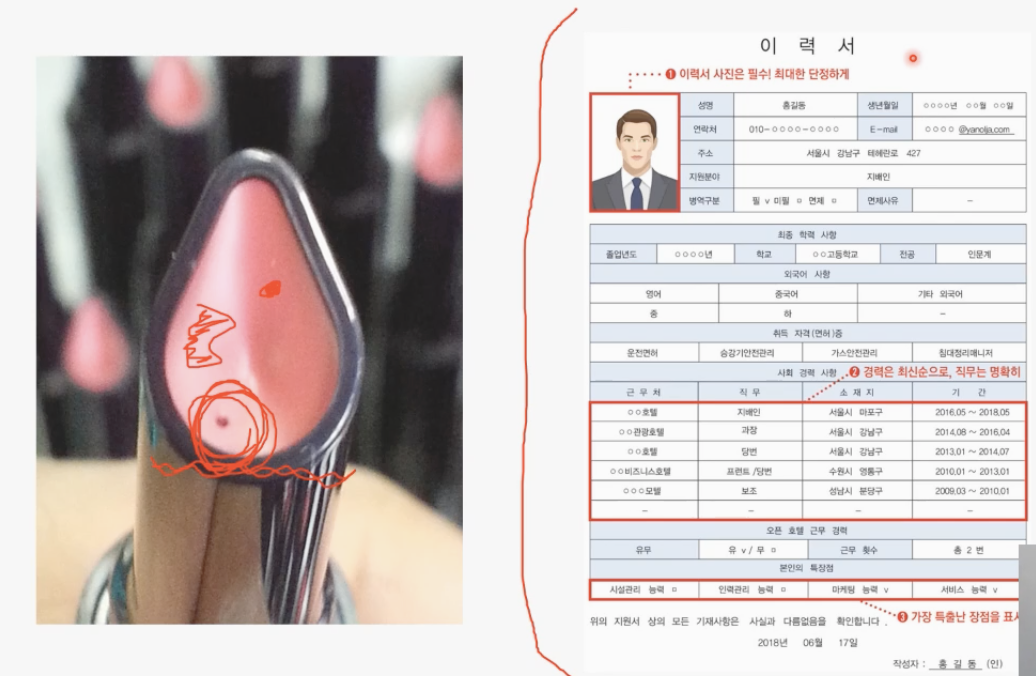 이 력 서
❶ 이력서 사진은 필수! 최대한 단정하게
성명 홍길동 생년월일 ○○○○년 ○○월 ○○일
연락처 010-○○○○-○○○○ E-mail ○○○○ @yanolja.com
주소 서울시 강남구 테헤란로 427
지원분야 지배인
병역구분 필 v 미필 ㅁ 면제 ㅁ 면제사유 -
최종 학력 사항
졸업년도 ○○○○년 학교 ○○고등학교 전공 인문계
외국어 사항
영어 중국어 기타 외국어
중 하 -
취득 자격(면허)증
운전면허 승강기안전관리 가스안전관리 침대정리매니저
사회 경력 사항 ❷ 경력은 최신순으로, 직무는 명확히
근 무 처 직 무 소 재 지 기 간
○○호텔 지배인 서울시 마포구 2016.05 ~ 2018.05
○○관광호텔 과장 서울시 강남구 2014.08 ~ 2016.04
○○호텔 당번 서울시 강남구 2013.01 ~ 2014.07
○○비즈니스호텔 프런트 /당번 수원시 영통구 2010.01 ~ 2013.01
○○○모텔 보조 성남시 분당구 2009.03 ~ 2010.01
- - - -
오픈 호텔 근무 경력
유무 유 v / 무 ㅁ 근무 횟수 총 2 번
본인의 특장점
시설관리 능력 ㅁ 인력관리 능력 ㅁ 마케팅 능력 v 서비스 능력 v
❸ 가장 특출난 장점을 표시
위의 지원서 상의 모든 기재사항은 사실과 다름없음을 확인합니다.
2018년 06월 17일
작성자 : 홍 길 동 (인)